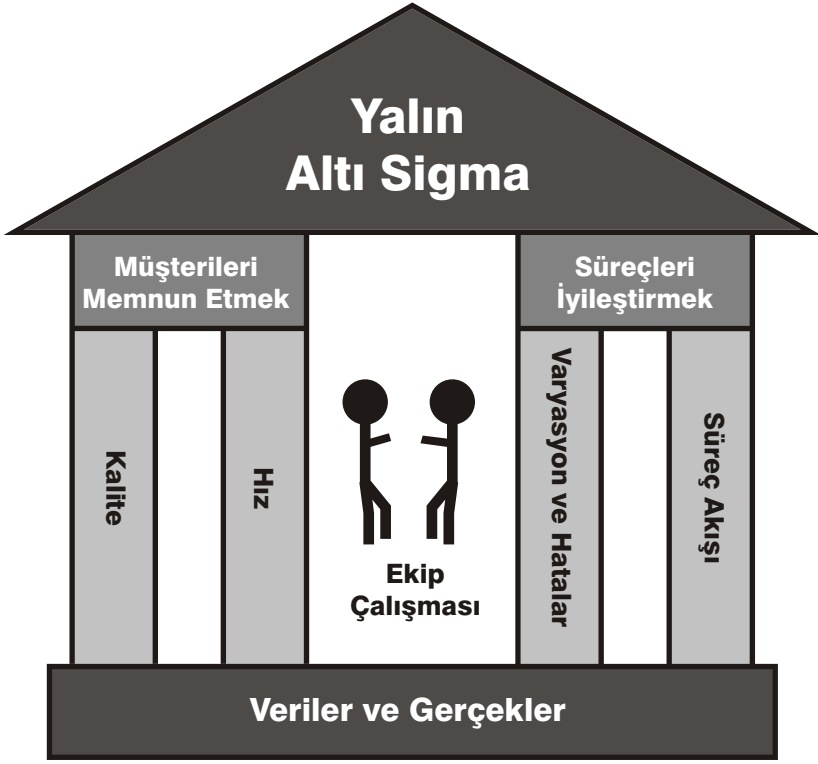 Yalın
Altı Sigma
Müşterileri
Memnun Etmek
Süreçleri
İyileştirmek
Kalite
Hız
Ekip
Çalışması
Varyasyon ve Hatalar
Süreç Akışı
Veriler ve Gerçekler